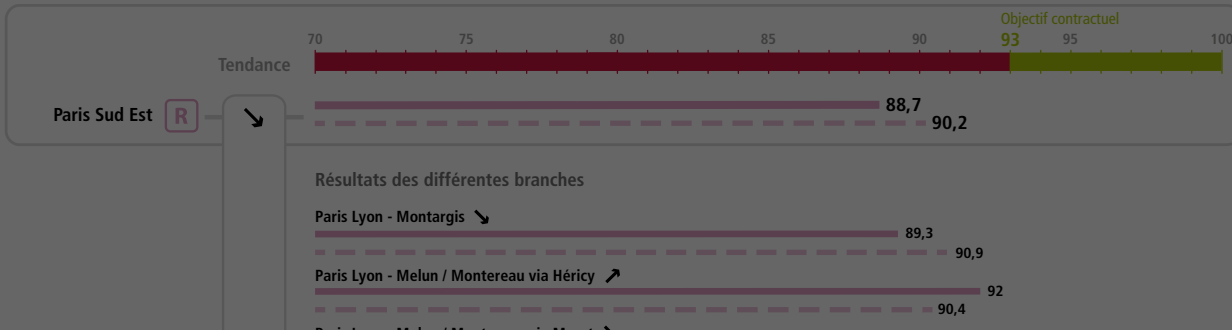 Objectif contractuel
70 75 80 85 90 93 95 100
Tendance
Paris Sud Est R 88,7
90,2
Résultats des différentes branches
Paris Lyon - Montargis
89,3
90,9
Paris Lyon - Melun / Montereau via Héricy
92
90,4